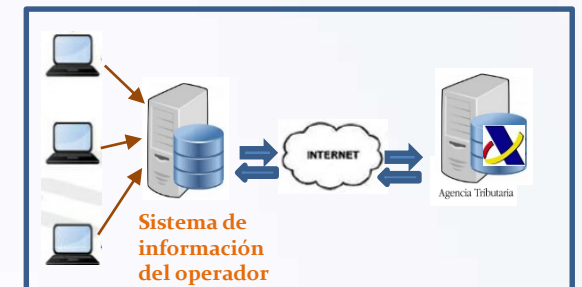 INTERNET
Agencia Tributaria
Sistema de
información
del operador